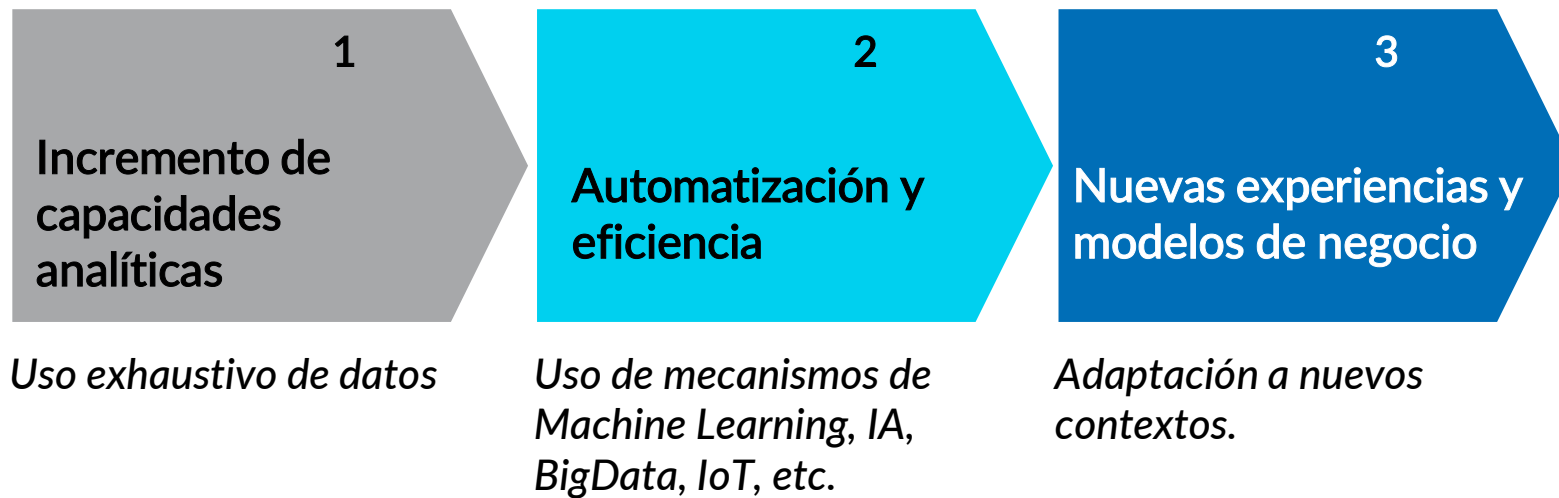 1
Incremento de
capacidades
analíticas
Uso exhaustivo de datos
2
Automatización y
eficiencia
Uso de mecanismos de
Machine Learning, IA,
BigData, IoT, etc.
3
Nuevas experiencias y
modelos de negocio
Adaptación a nuevos
contextos.